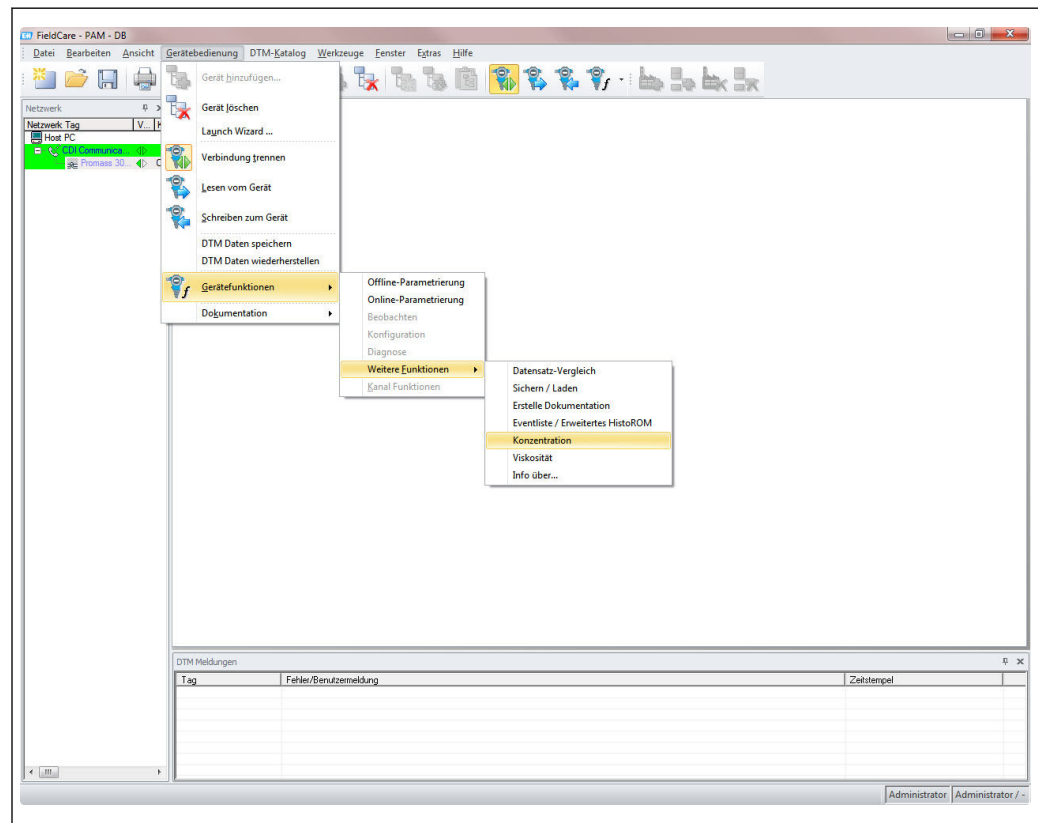 FieldCare - PAM - DB
Datei Bearbeiten Ansicht Gerätebedienung DTM-Katalog Werkzeuge Fenster Extras Hilfe
Gerät hinzufügen...
Gerät löschen
Launch Wizard ...
Verbindung trennen
Lesen vom Gerät
Schreiben zum Gerät
DTM Daten speichern
DTM Daten wiederherstellen
Gerätefunktionen
Dokumentation
Netzwerk
Netzwerk Tag V...
Host PC
CDI Communica...
Promass 30...
Offline-Parametrierung
Online-Parametrierung
Beobachten
Konfiguration
Diagnose
Weitere Funktionen
Kanal Funktionen
Datensatz-Vergleich
Sichern / Laden
Erstelle Dokumentation
Eventliste / Erweitertes HistoROM
Konzentration
Viskosität
Info über...
DTM Meldungen
Tag Fehler/Benutzermeldung Zeitstempel
Administrator Administrator / -